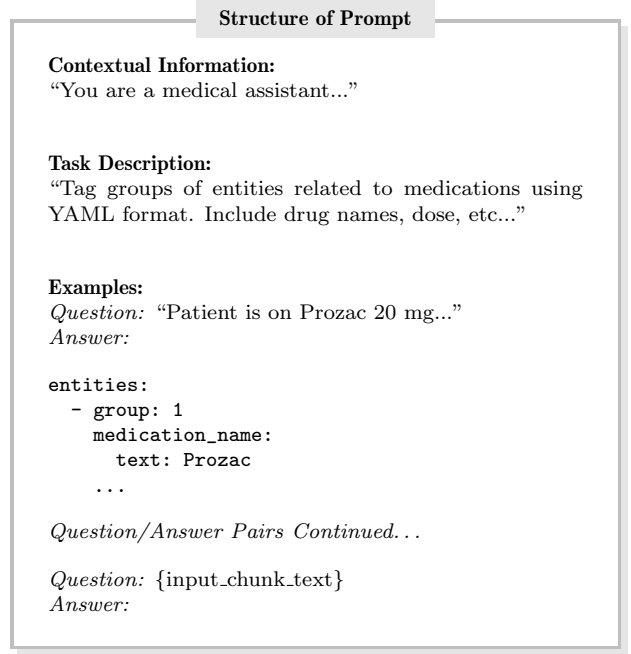 Structure of Prompt
Contextual Information:
“You are a medical assistant...”
Task Description:
“Tag groups of entities related to medications using
YAML format. Include drug names, dose, etc...”
Examples:
Question: “Patient is on Prozac 20 mg...”
Answer:
entities:
  - group: 1
    medication_name:
      text: Prozac
    ...
Question/Answer Pairs Continued...
Question: {input_chunk_text}
Answer: